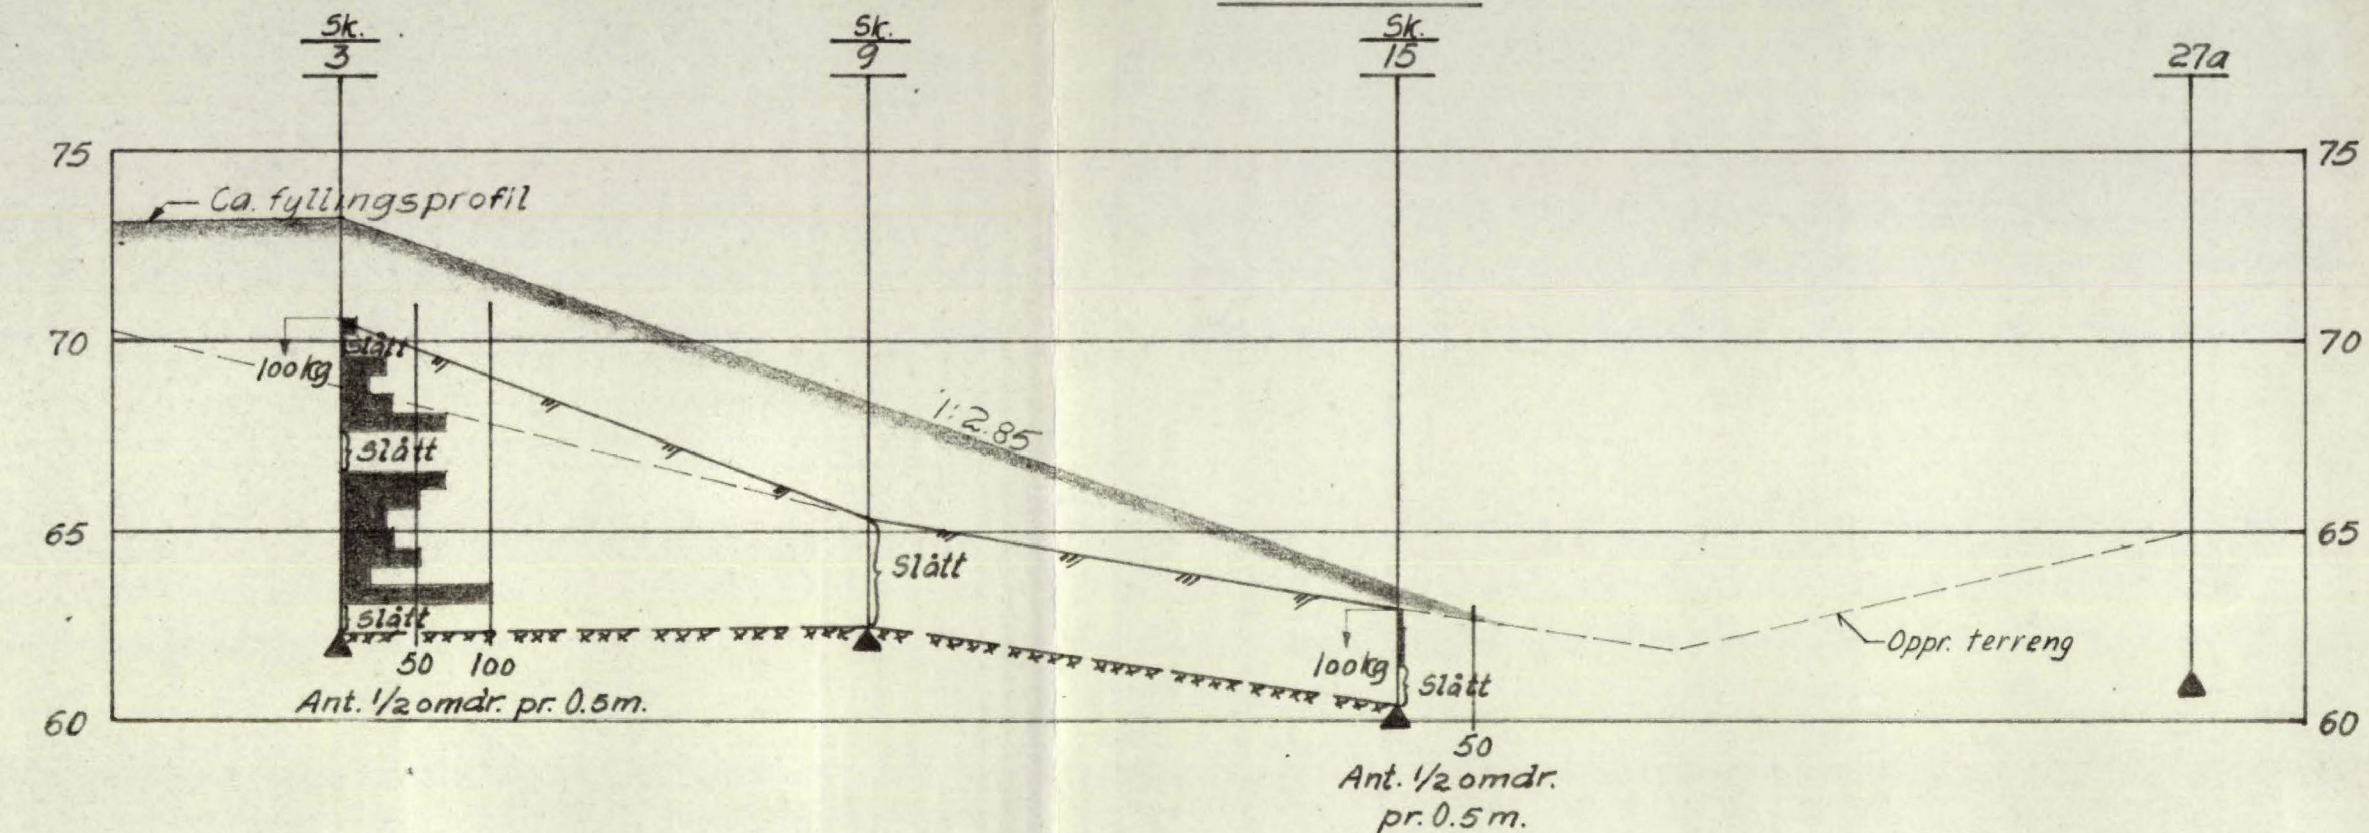 Sk.
3
Sk.
9
Sk.
15
27a
75
75
Ca. fyllingsprofil
70
70
Slått
100kg
1:2.85
Slått
65
65
Slått
Slått
100kg
Slått
Oppr. terreng
50
100
Ant. 1/2 omdr. pr. 0.5m.
60
60
50
Ant. 1/2 omdr.
pr. 0.5 m.